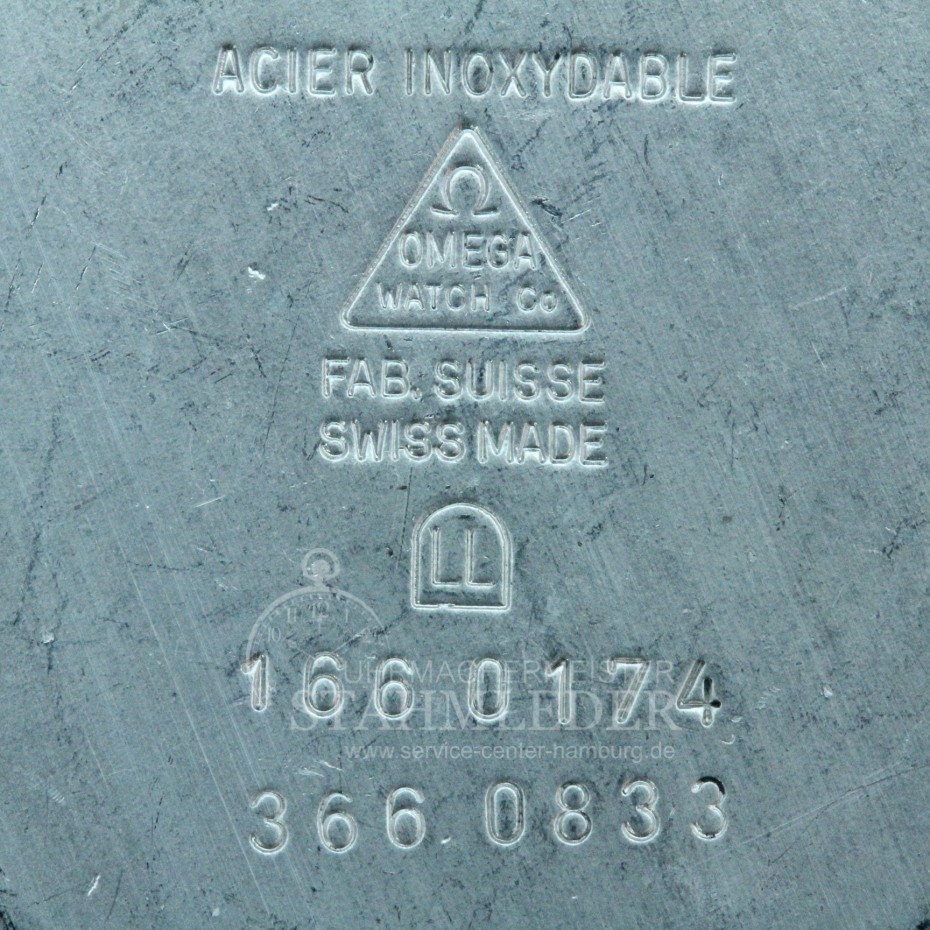 ACIER INOXYDABLE
Ω
OMEGA
WATCH Co
FAB. SUISSE
SWISS MADE
LL
166 0174
UHRMACHERMEISTER
STAHMLEDER
www.service-center-hamburg.de
366 0833